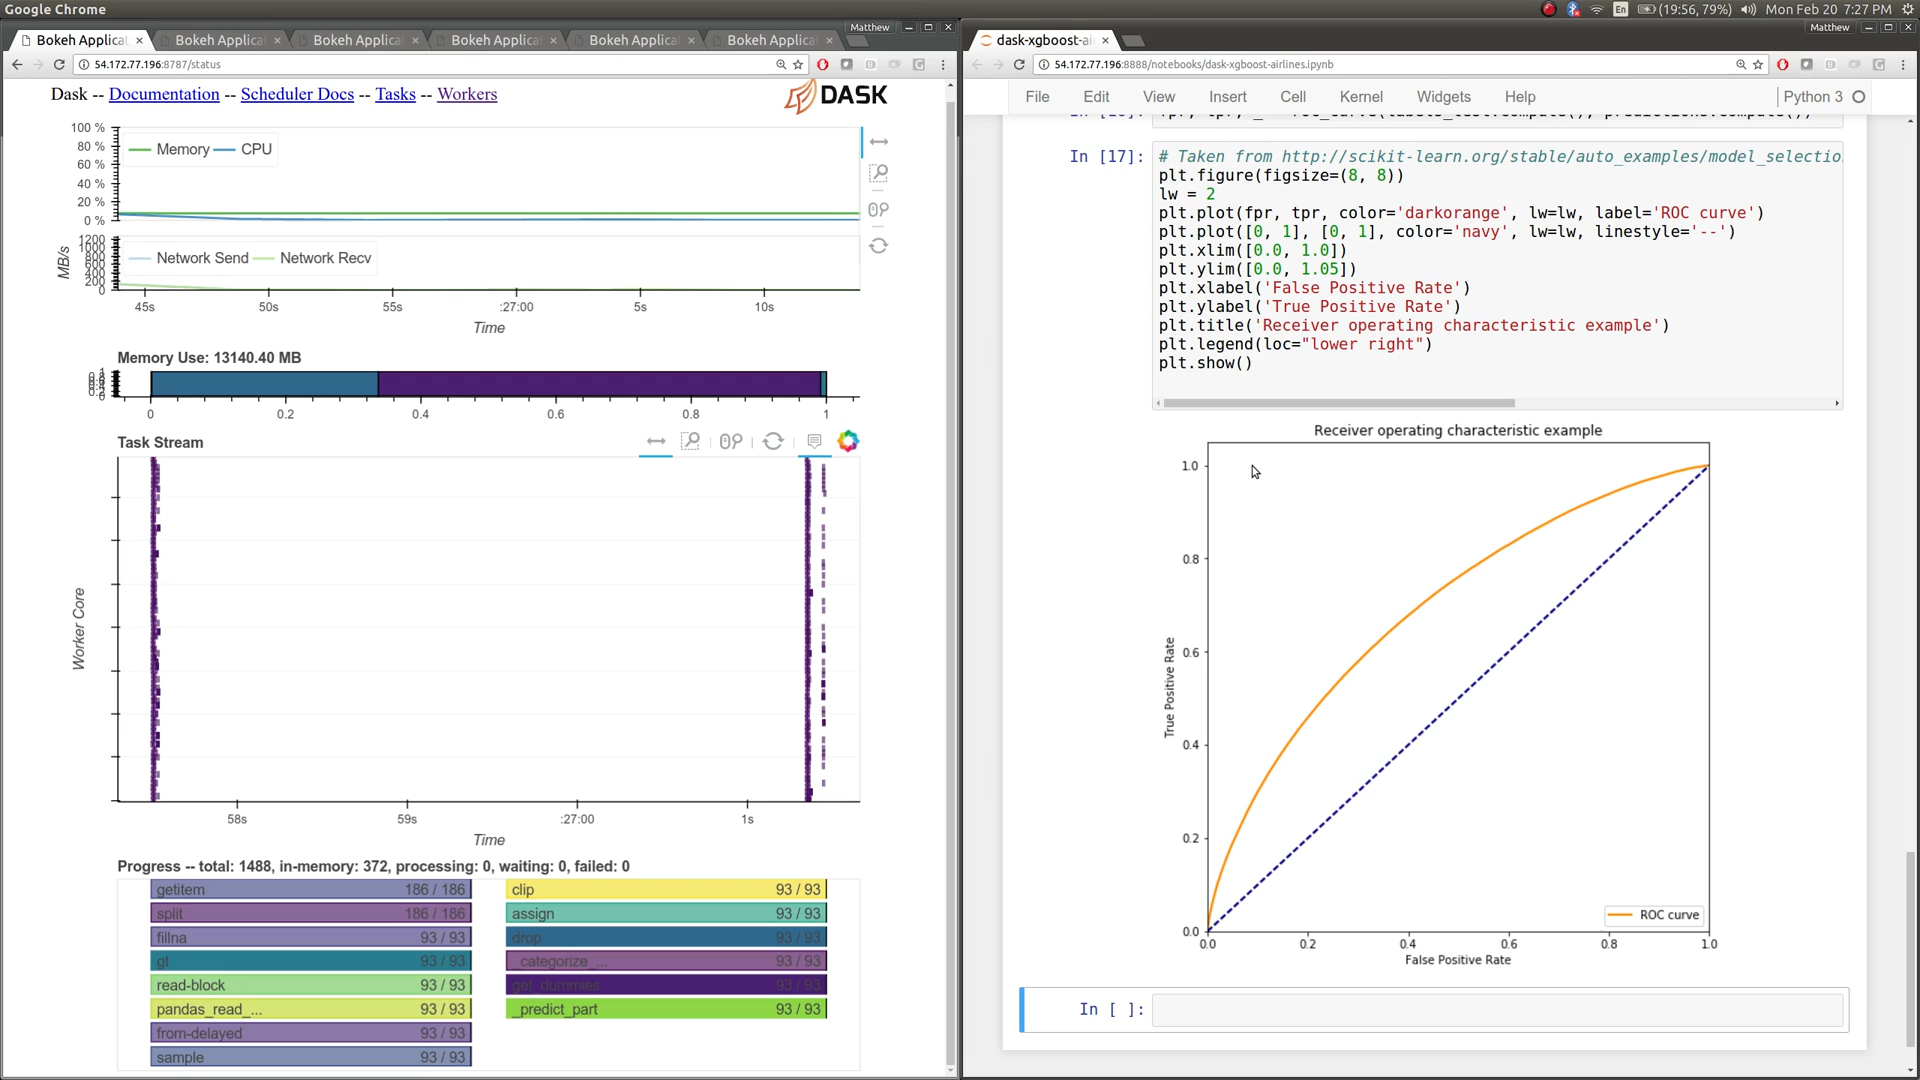 Google Chrome
En
(19:56, 79%)
Mon Feb 20 7:27 PM
Bokeh Applica
Bokeh Applica
Bokeh Applica
Bokeh Applica
Bokeh Applica
Bokeh Applica
Matthew
54.172.77.196:8787/status
Dask -- Documentation -- Scheduler Docs -- Tasks -- Workers
DASK
100 %
80 %
60 %
40 %
20 %
0 %
Memory
CPU
1200
1000
800
600
400
200
0
MB/s
Network Send
Network Recv
45s
50s
55s
:27:00
5s
10s
Time
Memory Use: 13140.40 MB
0
0.2
0.4
0.6
0.8
1
Task Stream
Worker Core
58s
59s
:27:00
1s
Time
Progress -- total: 1488, in-memory: 372, processing: 0, waiting: 0, failed: 0
getitem 186 / 186
split 186 / 186
fillna 93 / 93
gt 93 / 93
read-block 93 / 93
pandas_read_... 93 / 93
from-delayed 93 / 93
sample 93 / 93
clip 93 / 93
assign 93 / 93
drop 93 / 93
_categorize_... 93 / 93
get_dummies 93 / 93
_predict_part 93 / 93
dask-xgboost-ai
Matthew
54.172.77.196:8888/notebooks/dask-xgboost-airlines.ipynb
File
Edit
View
Insert
Cell
Kernel
Widgets
Help
Python 3
In [17]:
# Taken from http://scikit-learn.org/stable/auto_examples/model_selectio
plt.figure(figsize=(8, 8))
lw = 2
plt.plot(fpr, tpr, color='darkorange', lw=lw, label='ROC curve')
plt.plot([0, 1], [0, 1], color='navy', lw=lw, linestyle='--')
plt.xlim([0.0, 1.0])
plt.ylim([0.0, 1.05])
plt.xlabel('False Positive Rate')
plt.ylabel('True Positive Rate')
plt.title('Receiver operating characteristic example')
plt.legend(loc="lower right")
plt.show()
Receiver operating characteristic example
1.0
0.8
0.6
0.4
0.2
0.0
True Positive Rate
ROC curve
0.0
0.2
0.4
0.6
0.8
1.0
False Positive Rate
In [ ]: